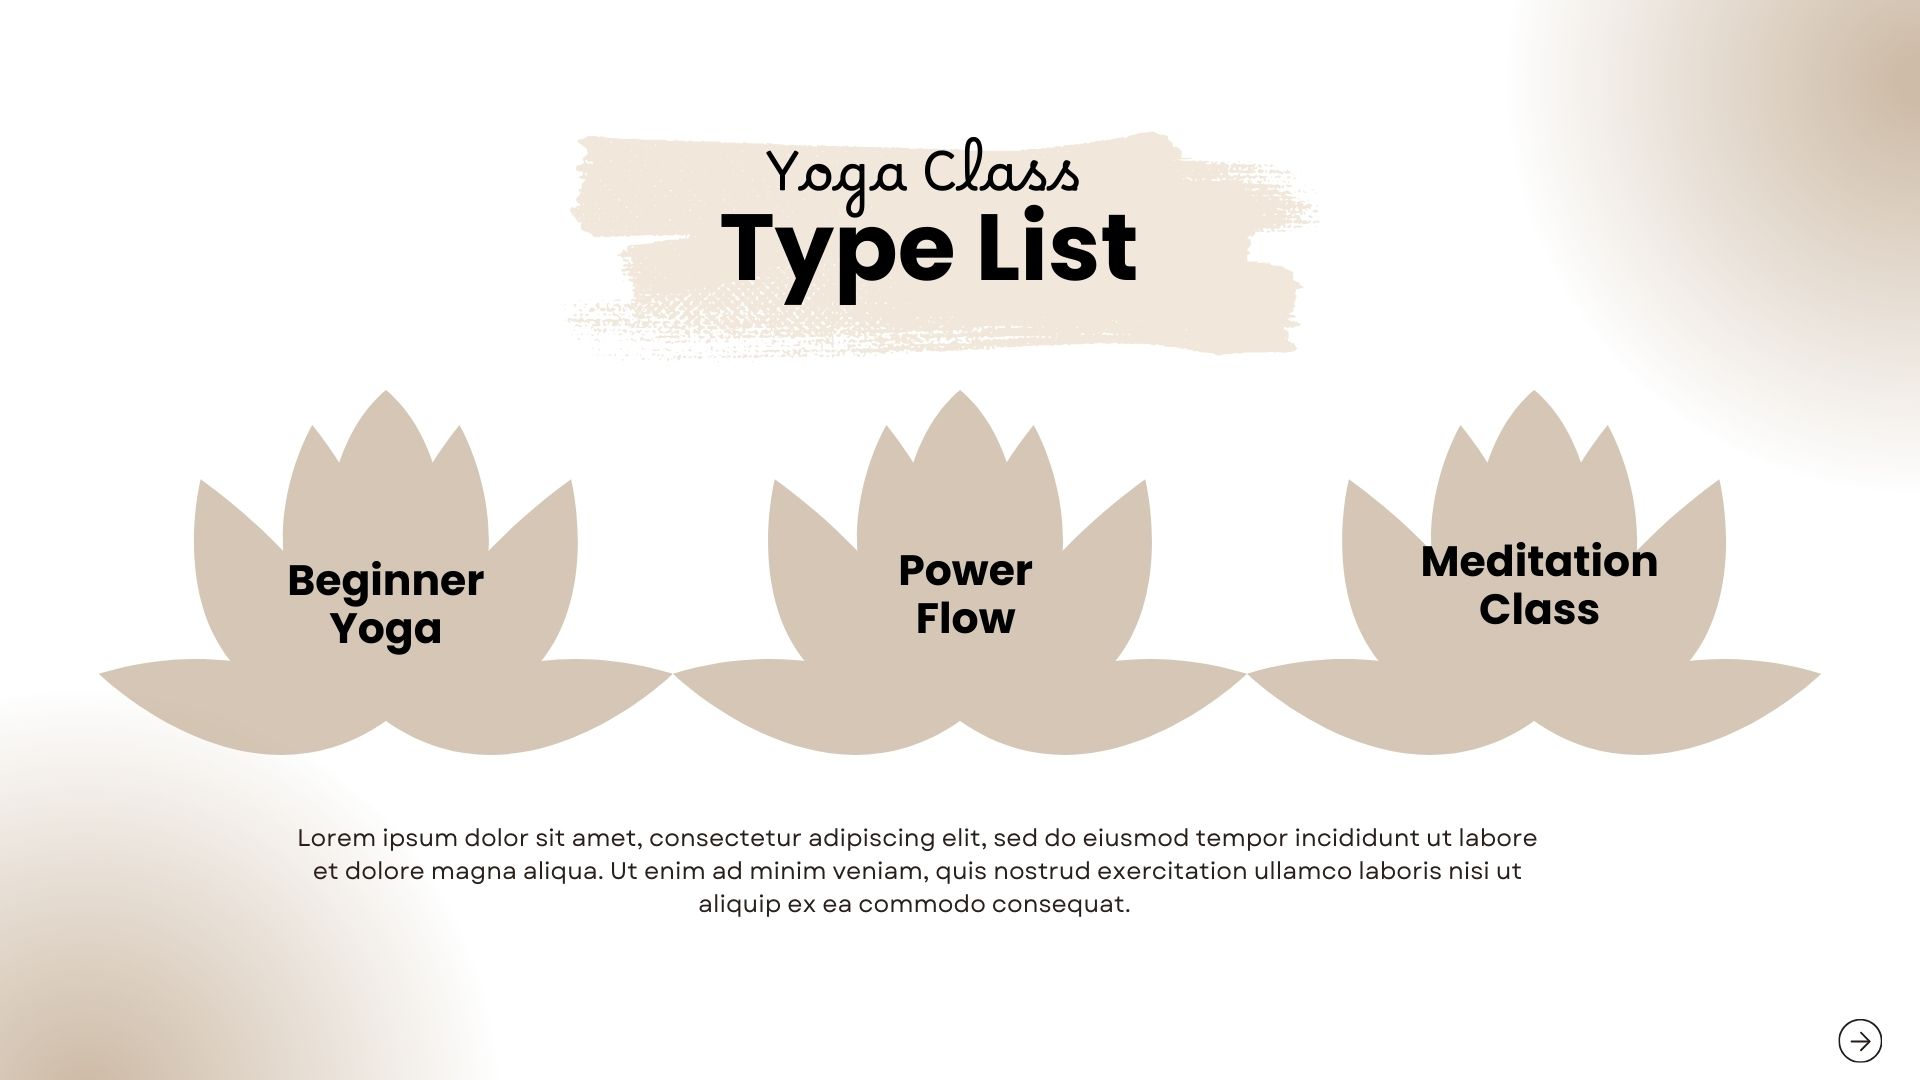 Yoga Class
Type List
Beginner
Yoga
Power
Flow
Meditation
Class
Lorem ipsum dolor sit amet, consectetur adipiscing elit, sed do eiusmod tempor incididunt ut labore
et dolore magna aliqua. Ut enim ad minim veniam, quis nostrud exercitation ullamco laboris nisi ut
aliquip ex ea commodo consequat.